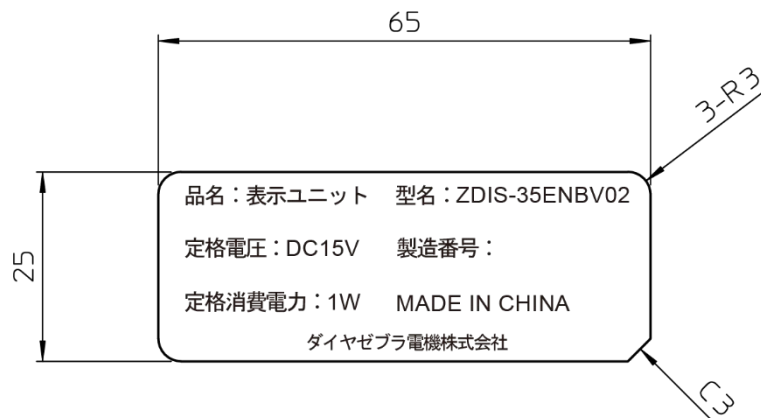 65
3-R3
25
品名：表示ユニット 型名：ZDIS-35ENBV02
定格電圧：DC15V 製造番号：
定格消費電力：1W MADE IN CHINA
ダイヤゼブラ電機株式会社
C3